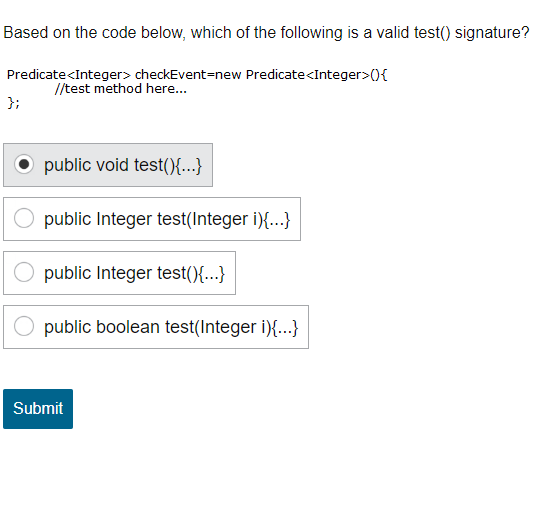 Based on the code below, which of the following is a valid test() signature?
Predicate<Integer> checkEvent=new Predicate<Integer>(){
//test method here...
};
public void test(){...}
public Integer test(Integer i){...}
public Integer test(){...}
public boolean test(Integer i){...}
Submit